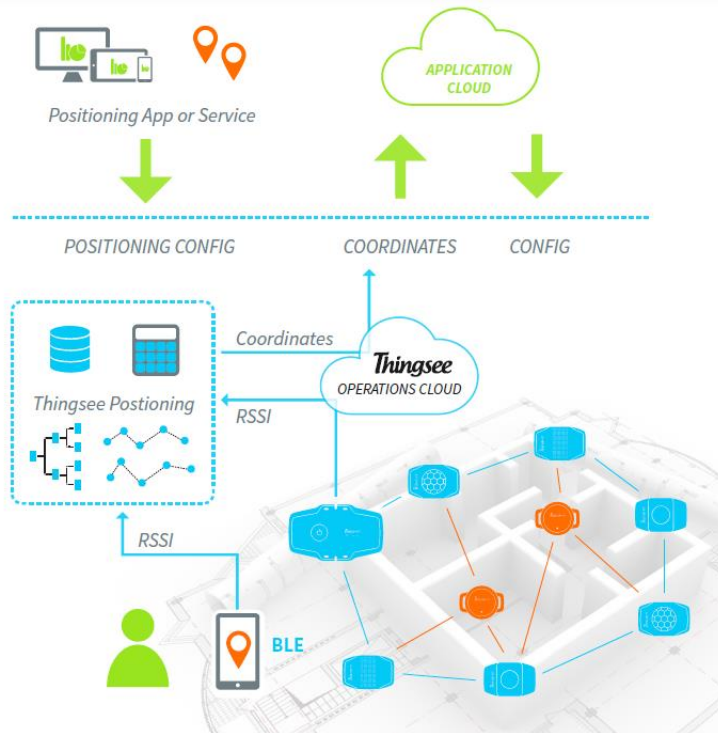 Positioning App or Service
APPLICATION
CLOUD
POSITIONING CONFIG
COORDINATES
CONFIG
Coordinates
Thingsee
OPERATIONS CLOUD
Thingsee Postioning
RSSI
RSSI
BLE